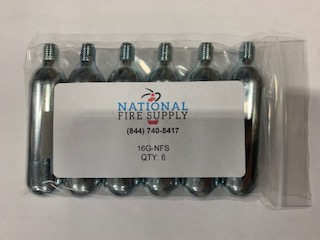 NATIONAL
FIRE SUPPLY
(844) 740-5417
16G-NFS
QTY. 6